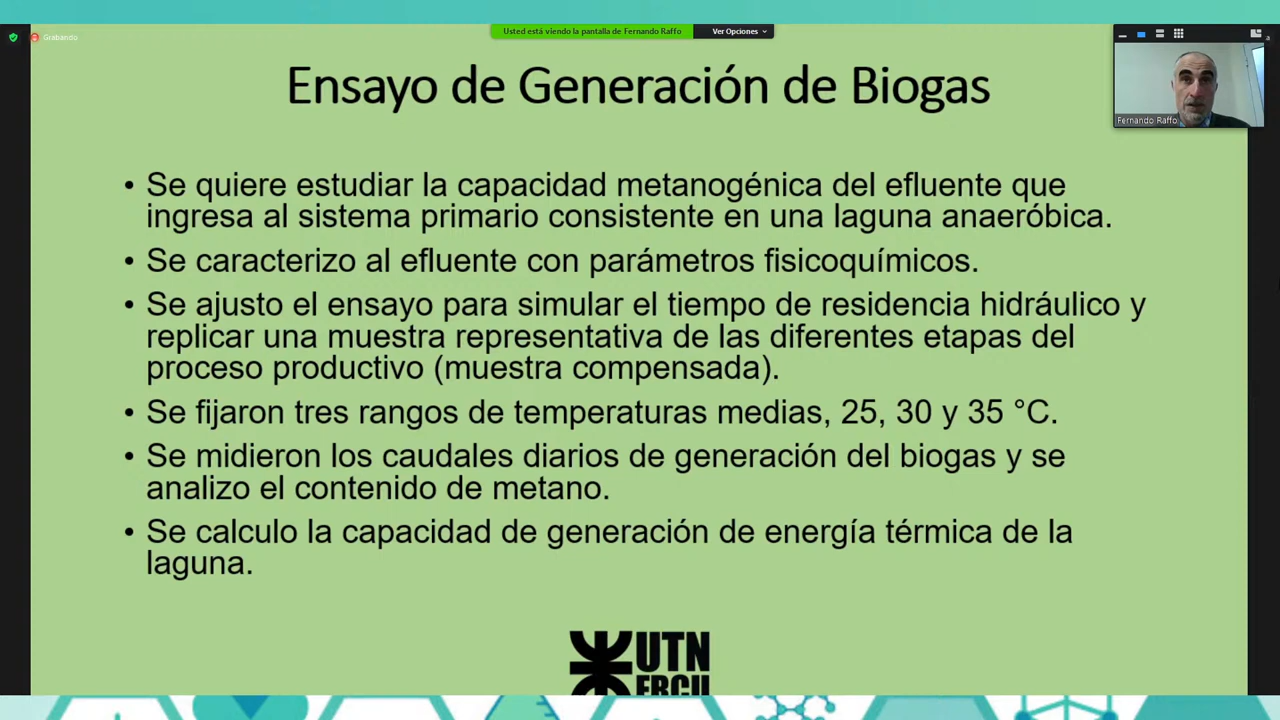 Grabando
Usted está viendo la pantalla de Fernando Raffo
Ver Opciones
Fernando Raffo
Ensayo de Generación de Biogas
• Se quiere estudiar la capacidad metanogénica del efluente que
ingresa al sistema primario consistente en una laguna anaeróbica.
• Se caracterizo al efluente con parámetros fisicoquímicos.
• Se ajusto el ensayo para simular el tiempo de residencia hidráulico y
replicar una muestra representativa de las diferentes etapas del
proceso productivo (muestra compensada).
• Se fijaron tres rangos de temperaturas medias, 25, 30 y 35 °C.
• Se midieron los caudales diarios de generación del biogas y se
analizo el contenido de metano.
• Se calculo la capacidad de generación de energía térmica de la
laguna.
UTN